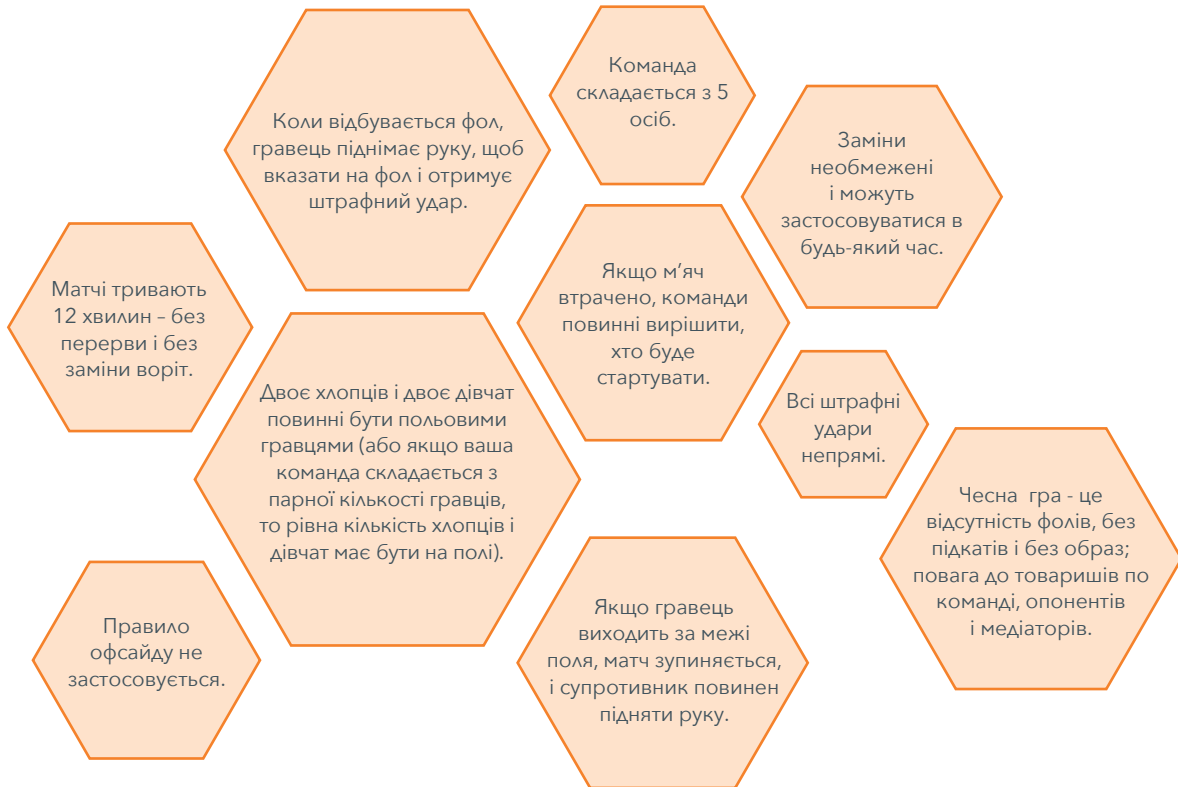 Коли відбувається фол,
гравець піднімає руку, щоб
вказати на фол і отримує
штрафний удар.
Команда
складається з 5
осіб.
Заміни
необмежені
і можуть
застосовуватися в
будь-який час.
Матчі тривають
12 хвилин – без
перерви і без
заміни воріт.
Якщо м’яч
втрачено, команди
повинні вирішити,
хто буде
стартувати.
Двоє хлопців і двоє дівчат
повинні бути польовими
гравцями (або якщо ваша
команда складається з
парної кількості гравців,
то рівна кількість хлопців і
дівчат має бути на полі).
Всі штрафні
удари
непрямі.
Чесна  гра - це
відсутність фолів, без
підкатів і без образ;
повага до товаришів по
команді, опонентів
і медіаторів.
Правило
офсайду не
застосовується.
Якщо гравець
виходить за межі
поля, матч зупиняється,
і супротивник повинен
підняти руку.